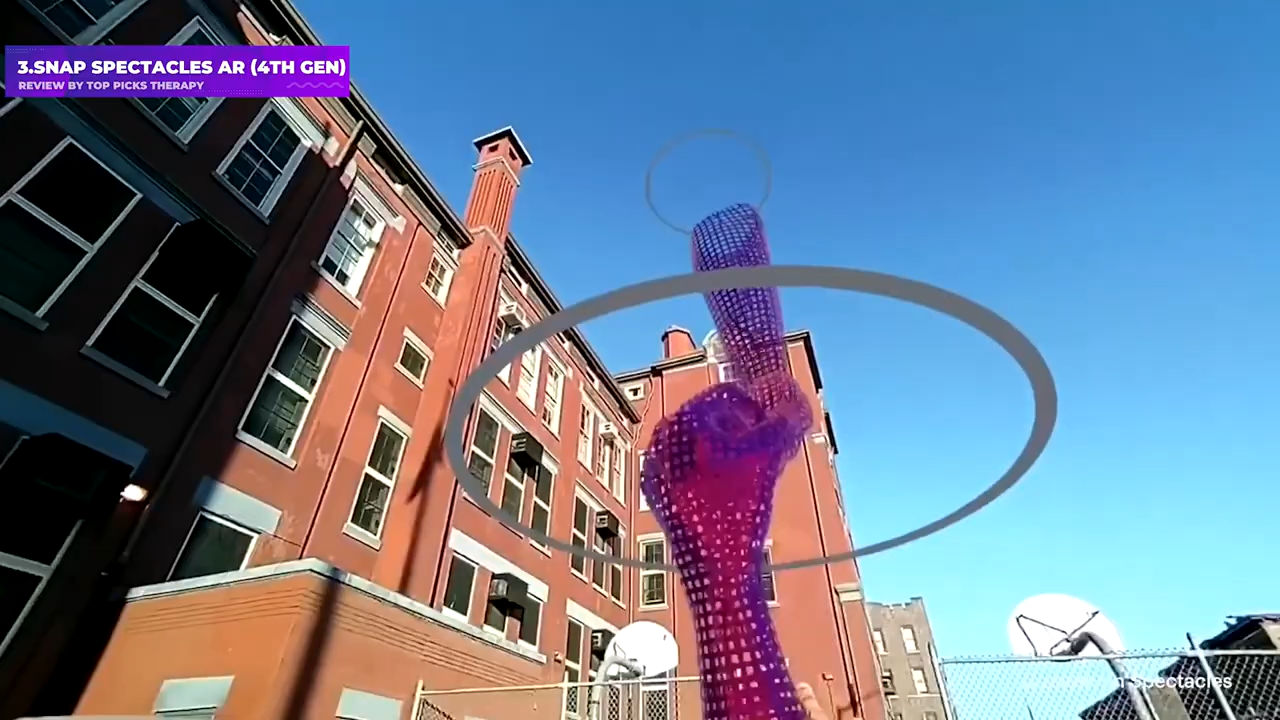 3.SNAP SPECTACLES AR (4TH GEN)
REVIEW BY TOP PICKS THERAPY
Spectacles